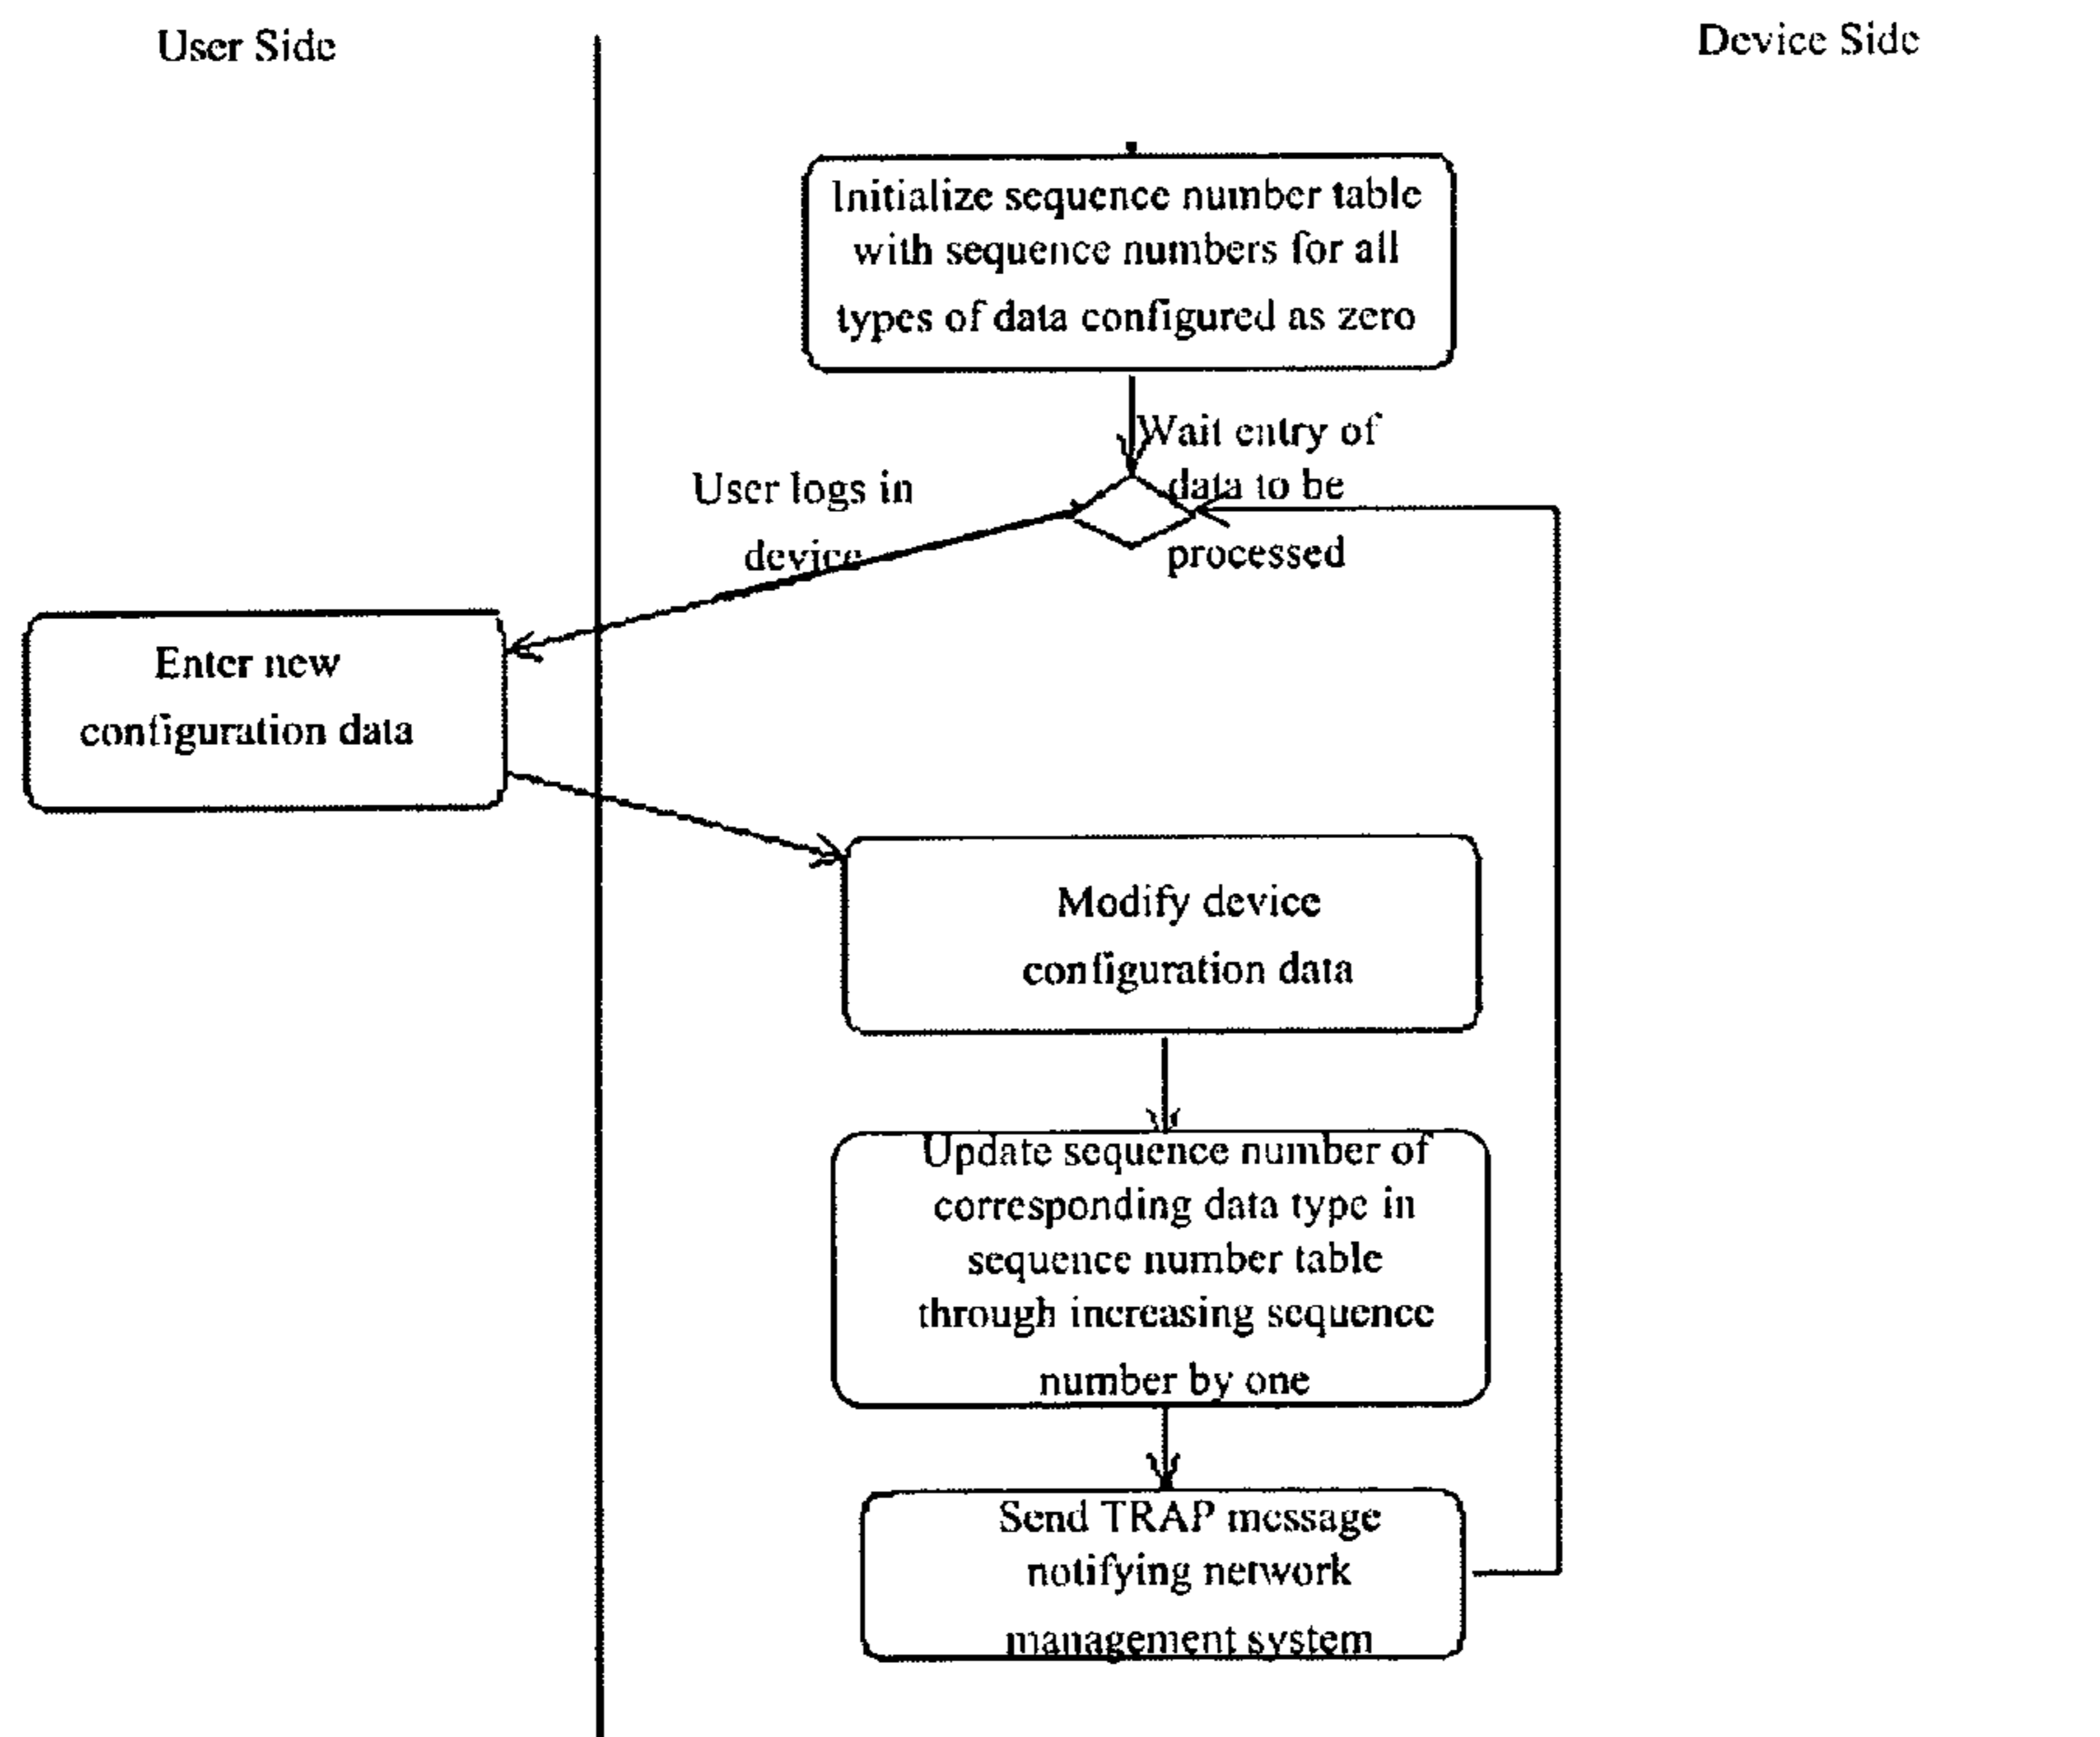 User Side
Device Side
Initialize sequence number table
with sequence numbers for all
types of data configured as zero
Wait entry of
data to be
processed
User logs in
device
Enter new
configuration data
Modify device
configuration data
Update sequence number of
corresponding data type in
sequence number table
through increasing sequence
number by one
Send TRAP message
notifying network
management system